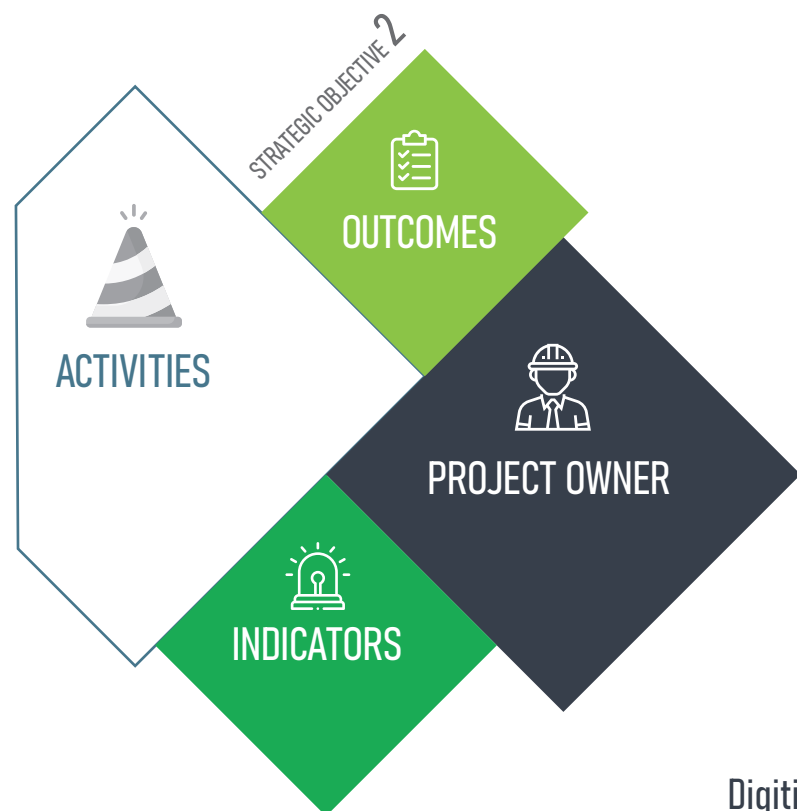 STRATEGIC OBJECTIVE 2
OUTCOMES
ACTIVITIES
PROJECT OWNER
INDICATORS